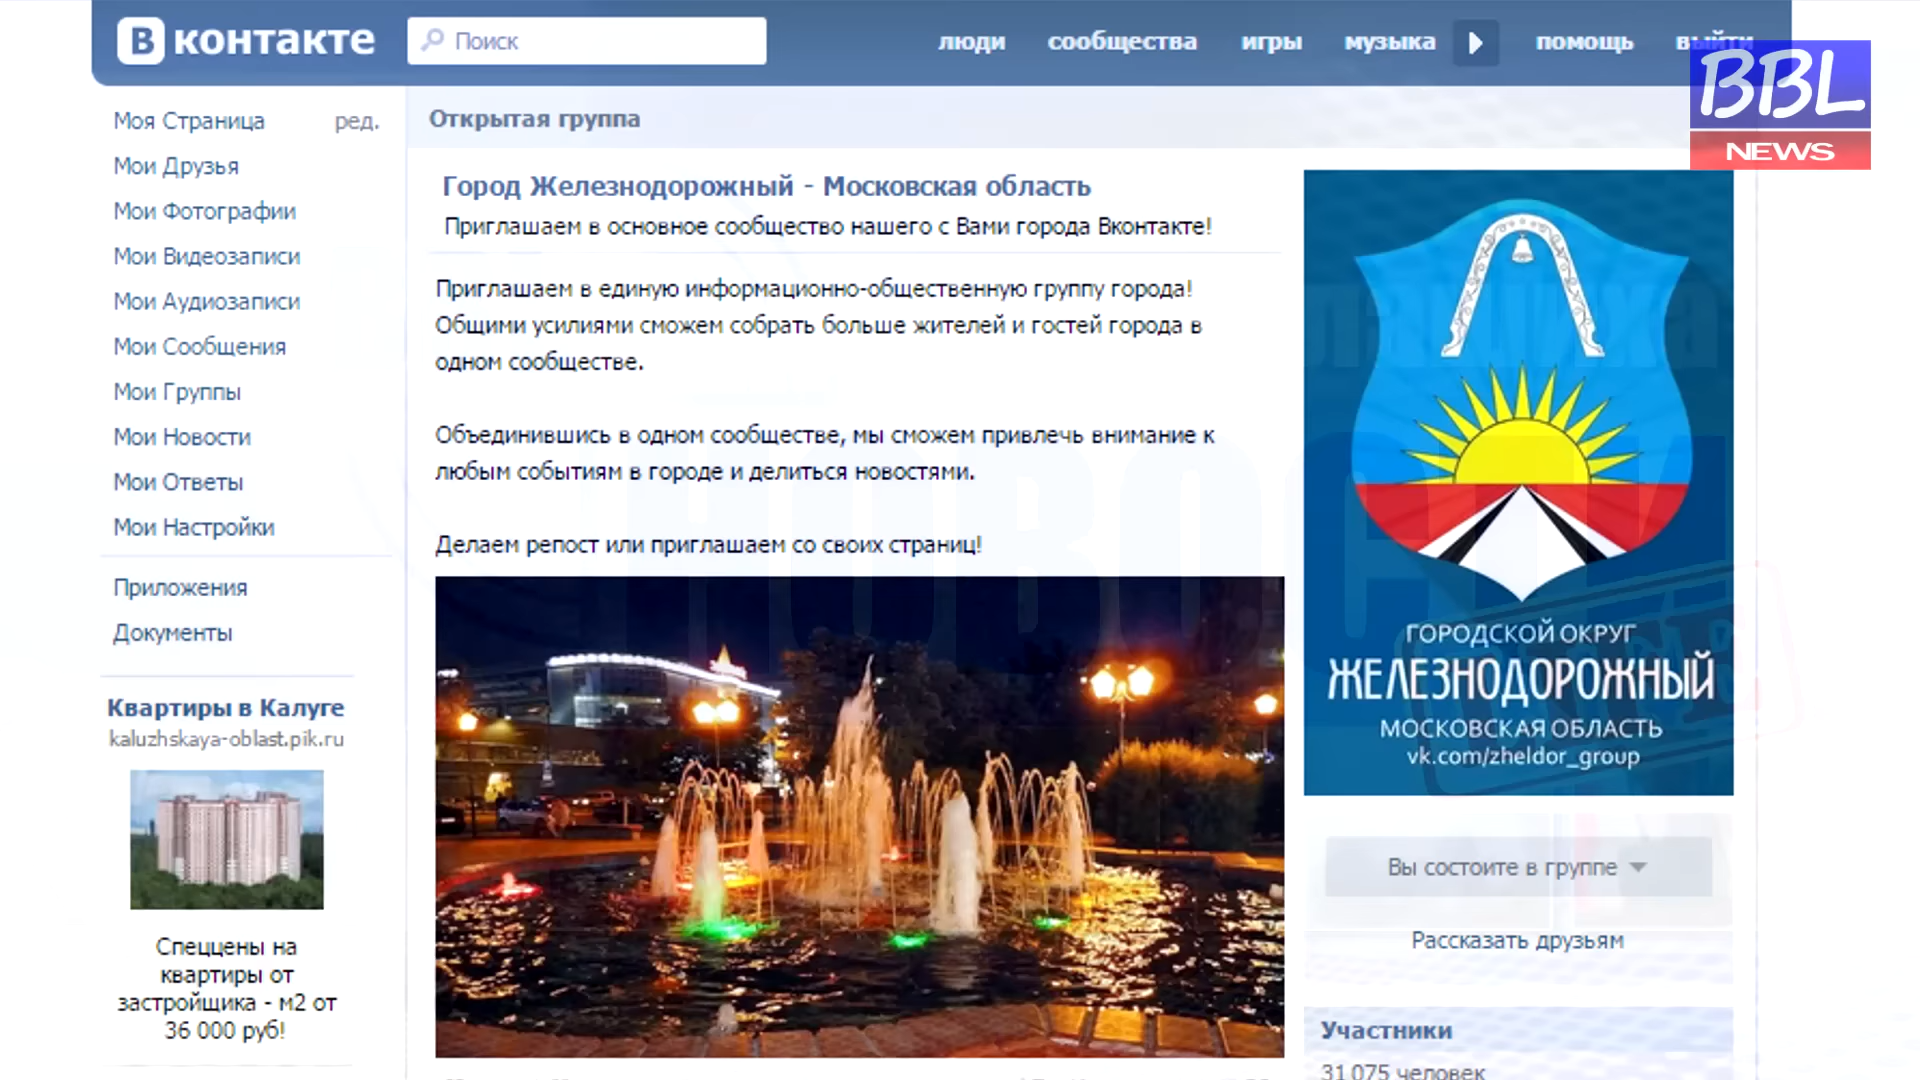 В контакте
Поиск
люди
сообщества
игры
музыка
помощь
выйти
BBL
NEWS
Моя Страница
ред.
Мои Друзья
Мои Фотографии
Мои Видеозаписи
Мои Аудиозаписи
Мои Сообщения
Мои Группы
Мои Новости
Мои Ответы
Мои Настройки
Приложения
Документы
Квартиры в Калуге
kaluzhskaya-oblast.pik.ru
Спеццены на
квартиры от
застройщика - м2 от
36 000 руб!
Открытая группа
Город Железнодорожный - Московская область
Приглашаем в основное сообщество нашего с Вами города Вконтакте!
Приглашаем в единую информационно-общественную группу города!
Общими усилиями сможем собрать больше жителей и гостей города в
одном сообществе.
Объединившись в одном сообществе, мы сможем привлечь внимание к
любым событиям в городе и делиться новостями.
Делаем репост или приглашаем со своих страниц!
НОВОСТИ
ГОРОДСКОЙ ОКРУГ
ЖЕЛЕЗНОДОРОЖНЫЙ
МОСКОВСКАЯ ОБЛАСТЬ
vk.com/zheldor_group
Вы состоите в группе
Рассказать друзьям
Участники
31 075 человек